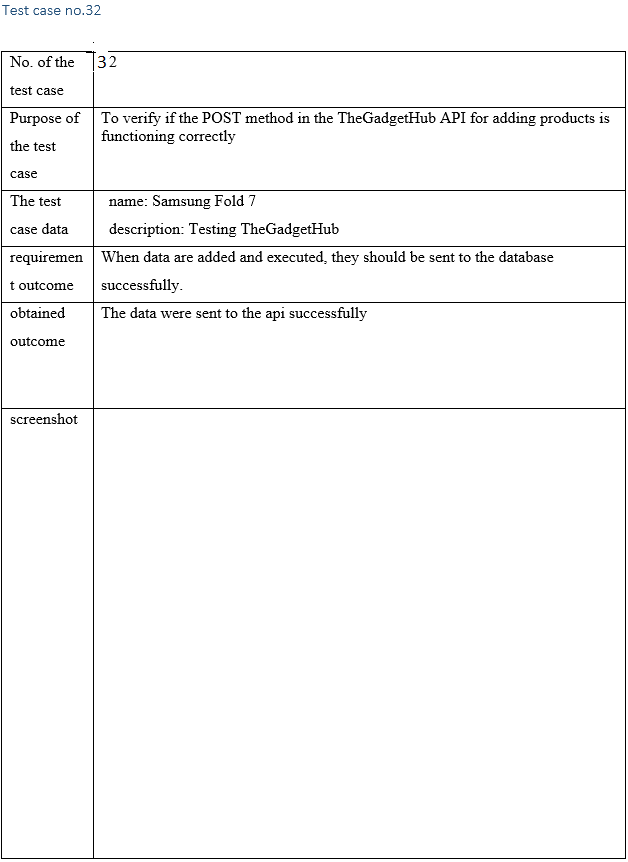 Test case no.32
No. of the
test case
32
Purpose of
the test
case
To verify if the POST method in the TheGadgetHub API for adding products is
functioning correctly
The test
case data
name: Samsung Fold 7
description: Testing TheGadgetHub
requiremen
t outcome
When data are added and executed, they should be sent to the database
successfully.
obtained
outcome
The data were sent to the api successfully
screenshot